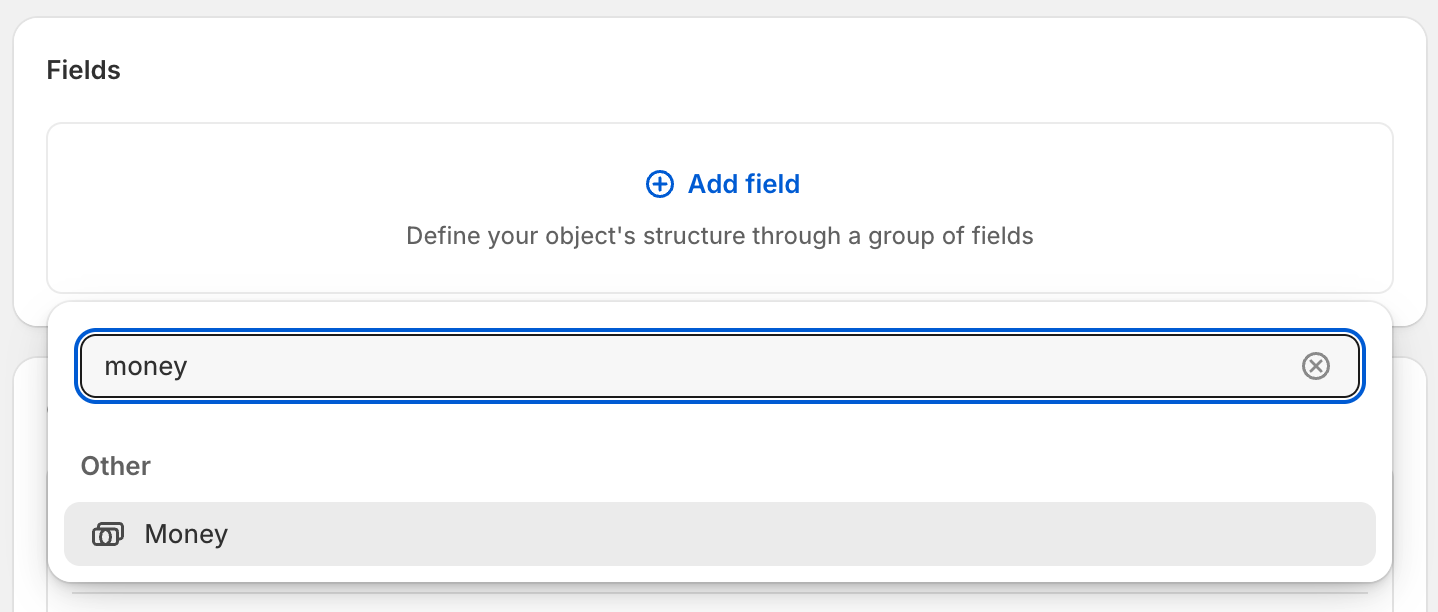 Fields
Add field
Define your object's structure through a group of fields
money
Other
Money